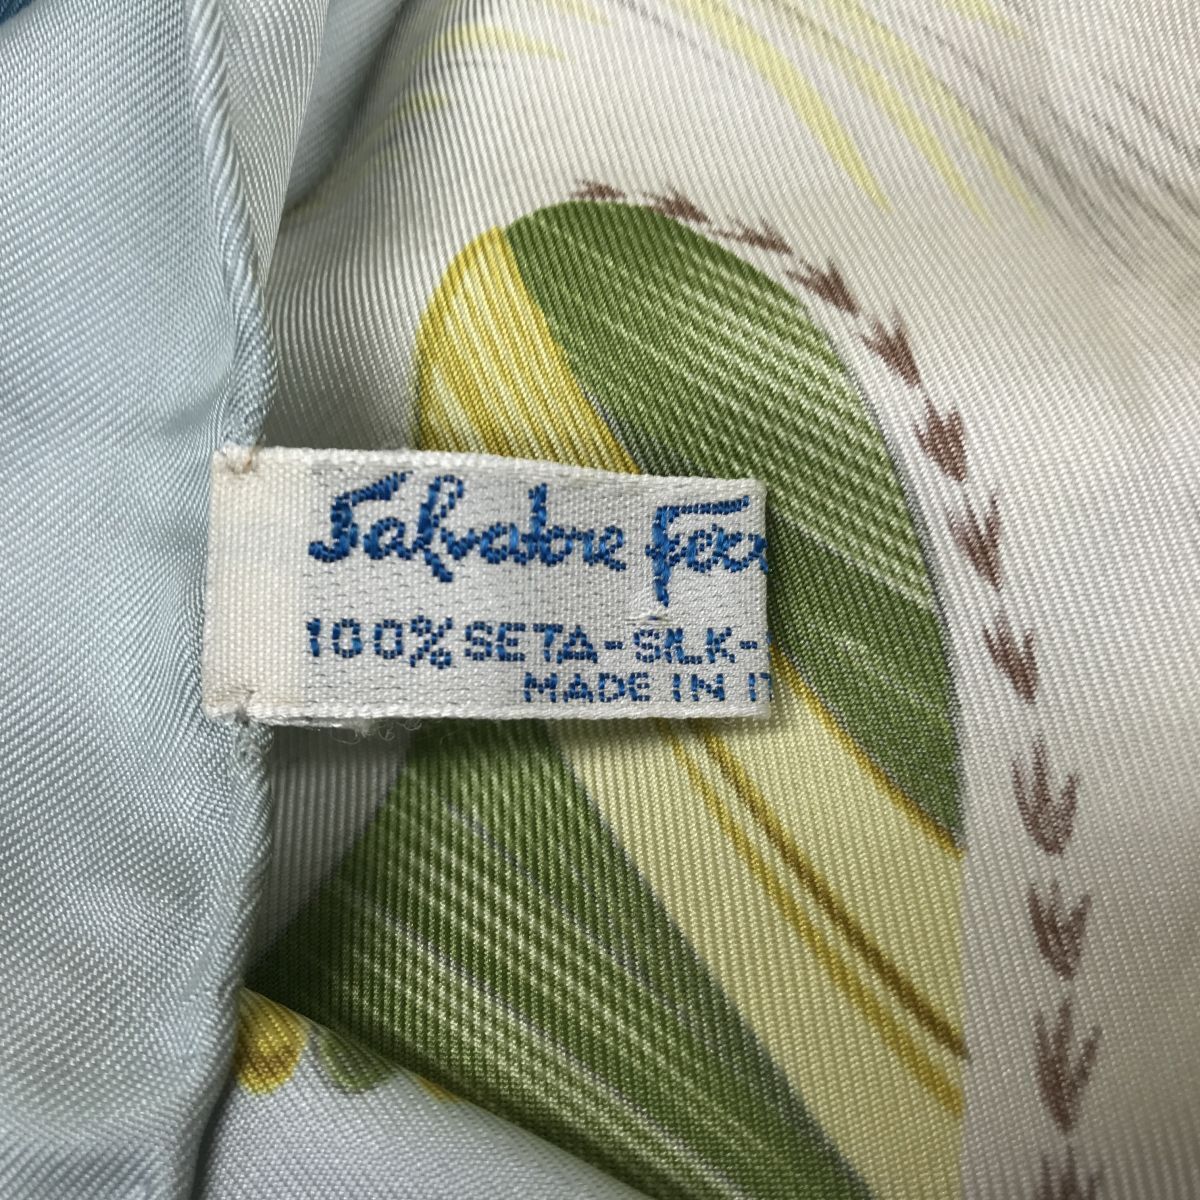 Salvatore Ferr
100% SETA-SILK-
MADE IN IT